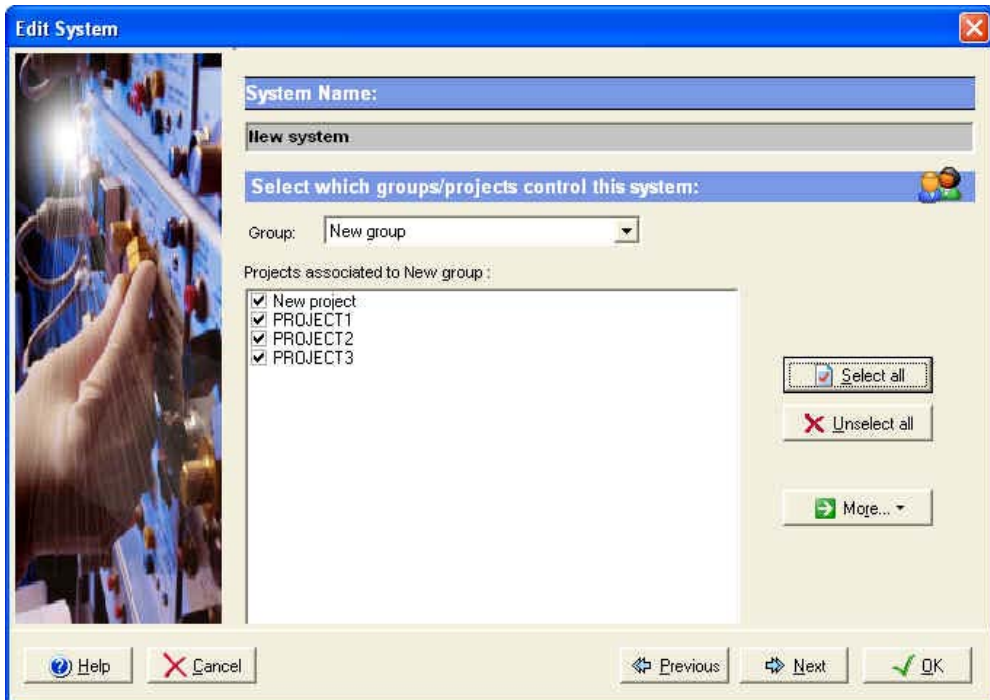 Edit System
System Name:
New system
Select which groups/projects control this system:
Group: New group
Projects associated to New group :
New project
PROJECT1
PROJECT2
PROJECT3
Select all
Unselect all
More...
Help
Cancel
Previous
Next
OK